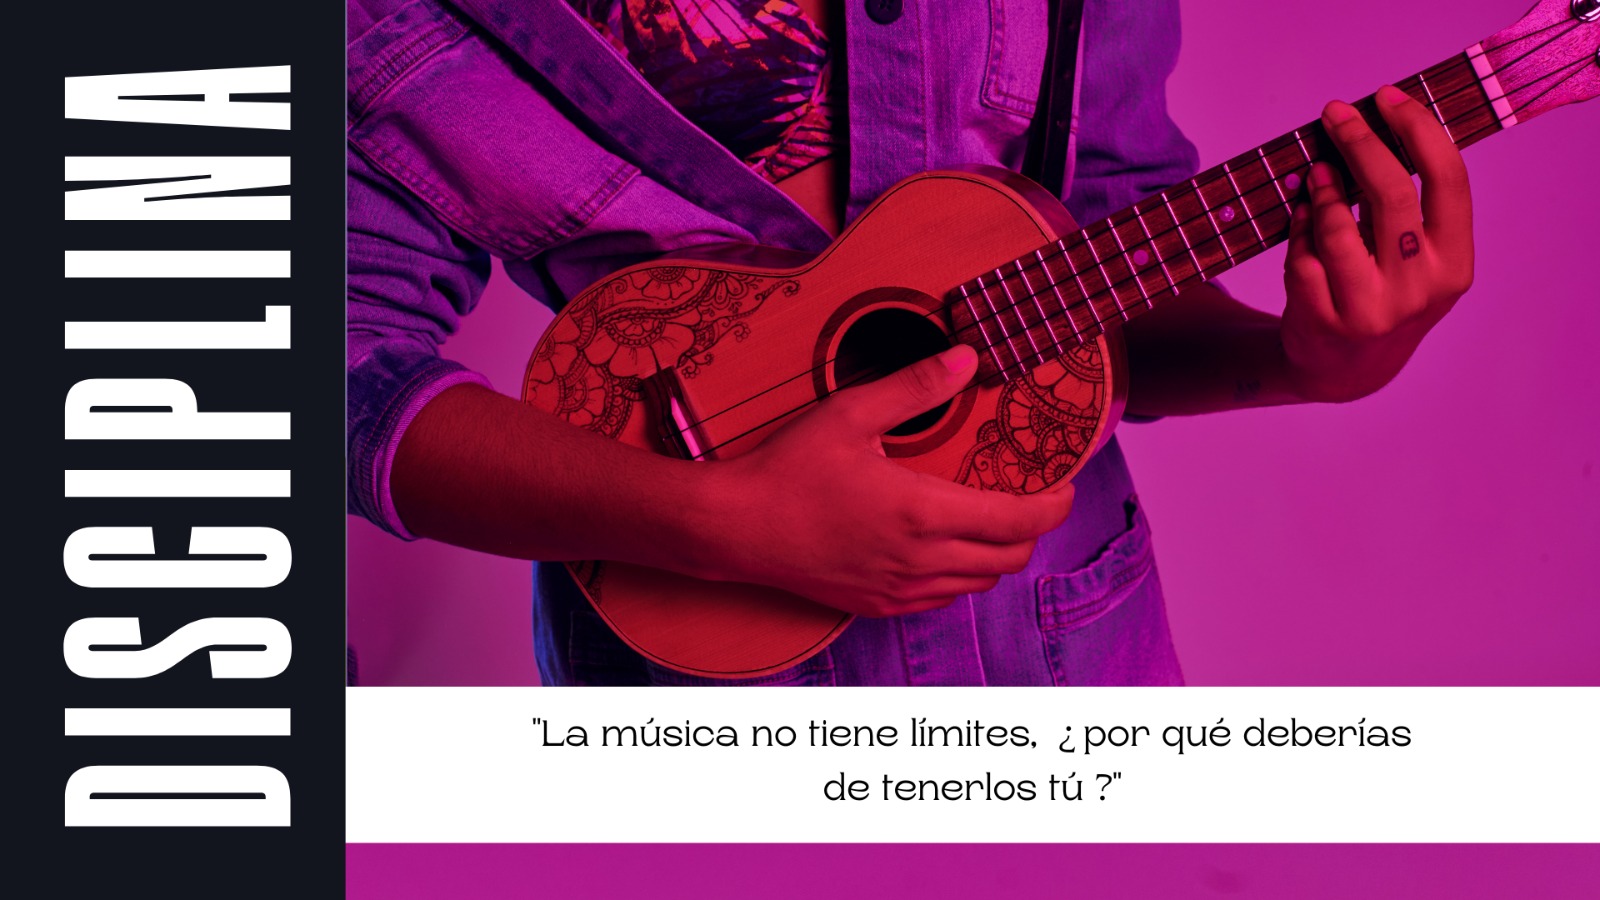 DISCIPLINA
"La música no tiene límites,  ¿ por qué deberías
de tenerlos tú ?"